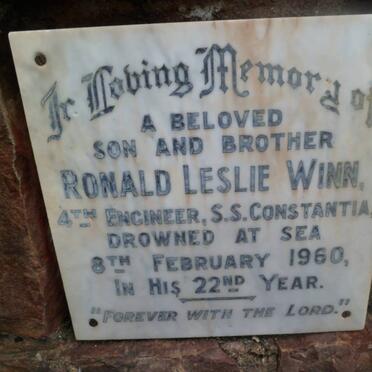 In Loving Memory of
A BELOVED
SON AND BROTHER
RONALD LESLIE WINN,
4TH ENGINEER, S.S. CONSTANTIA,
DROWNED AT SEA
8TH FEBRUARY 1960,
IN HIS 22ND YEAR.
"FOREVER WITH THE LORD."